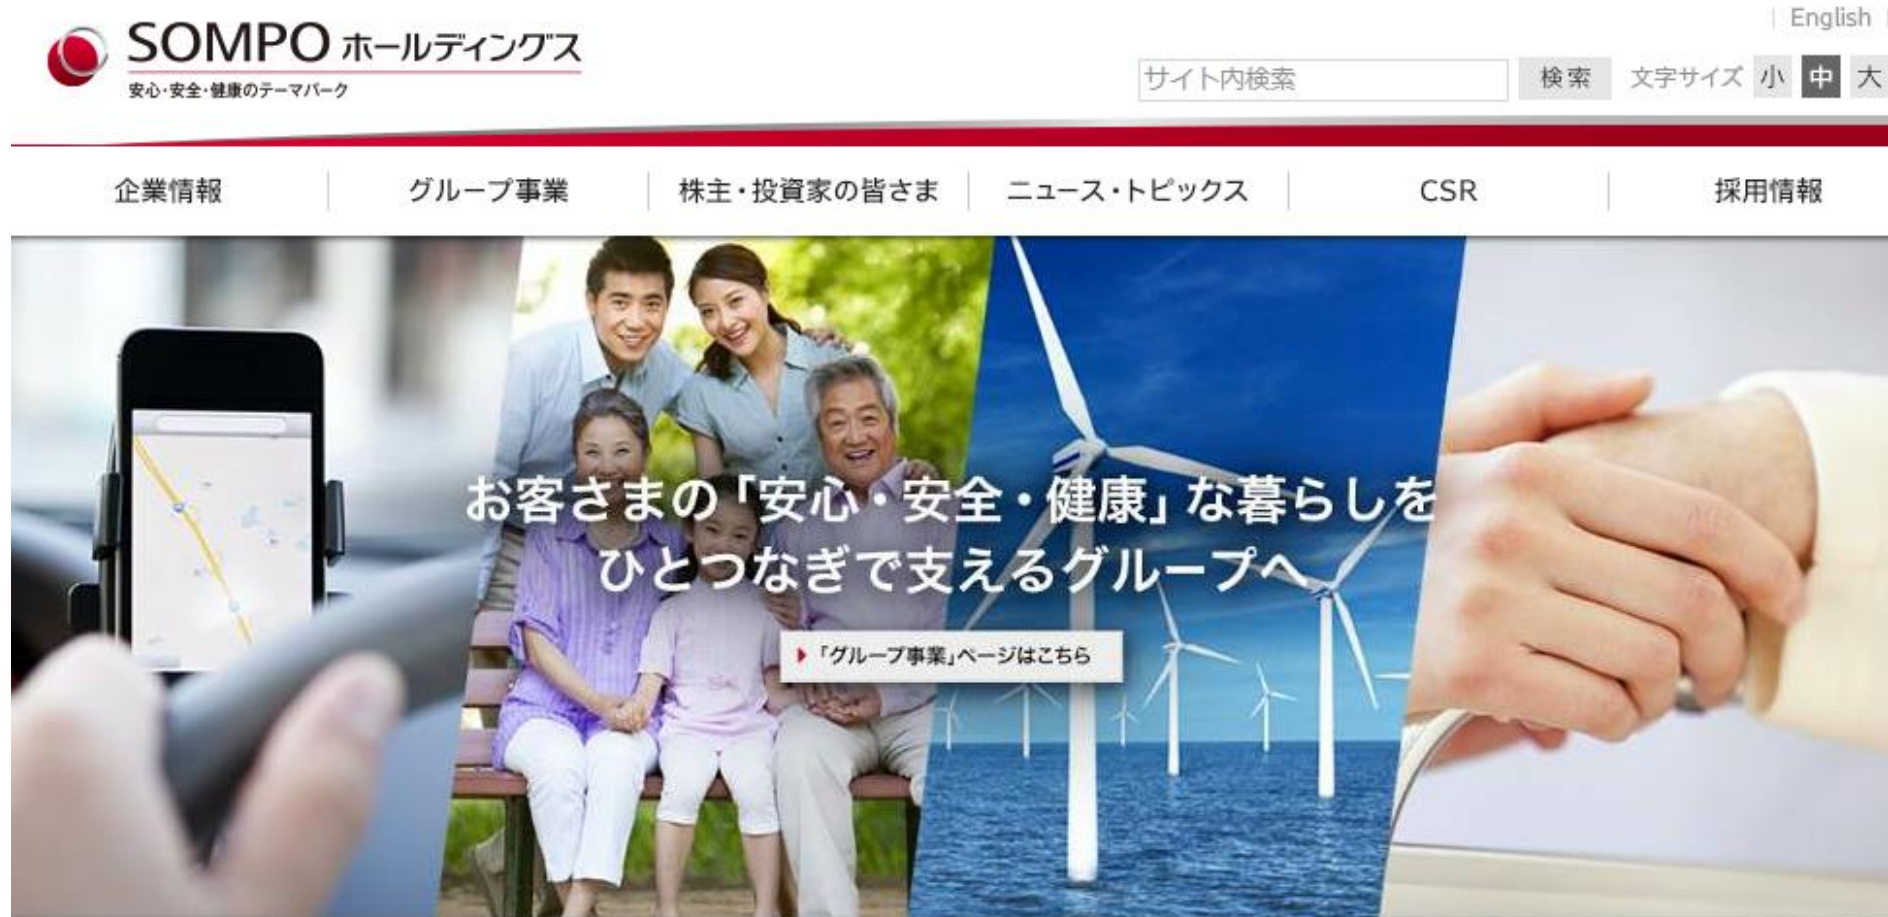 English
SOMPO ホールディングス
安心・安全・健康のテーマパーク
サイト内検索 検索 文字サイズ 小 中 大
企業情報 グループ事業 株主・投資家の皆さま ニュース・トピックス CSR 採用情報
お客さまの「安心・安全・健康」な暮らしを
ひとつなぎで支えるグループへ
「グループ事業」ページはこちら